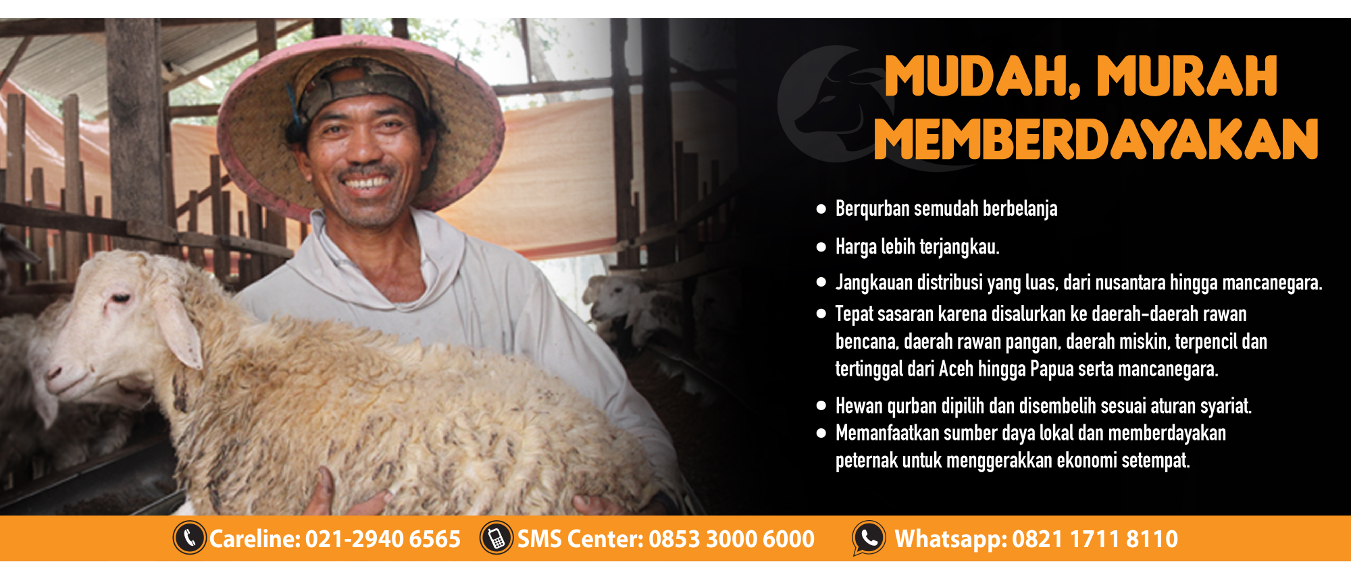 MUDAH, MURAH
MEMBERDAYAKAN
• Berqurban semudah berbelanja
• Harga lebih terjangkau.
• Jangkauan distribusi yang luas, dari nusantara hingga mancanegara.
• Tepat sasaran karena disalurkan ke daerah-daerah rawan
bencana, daerah rawan pangan, daerah miskin, terpencil dan
tertinggal dari Aceh hingga Papua serta mancanegara.
• Hewan qurban dipilih dan disembelih sesuai aturan syariat.
• Memanfaatkan sumber daya lokal dan memberdayakan
peternak untuk menggerakkan ekonomi setempat.
Careline: 021-2940 6565 SMS Center: 0853 3000 6000 Whatsapp: 0821 1711 8110